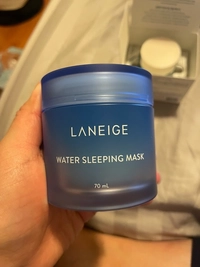 LANEIGE
WATER SLEEPING MASK
70 mL